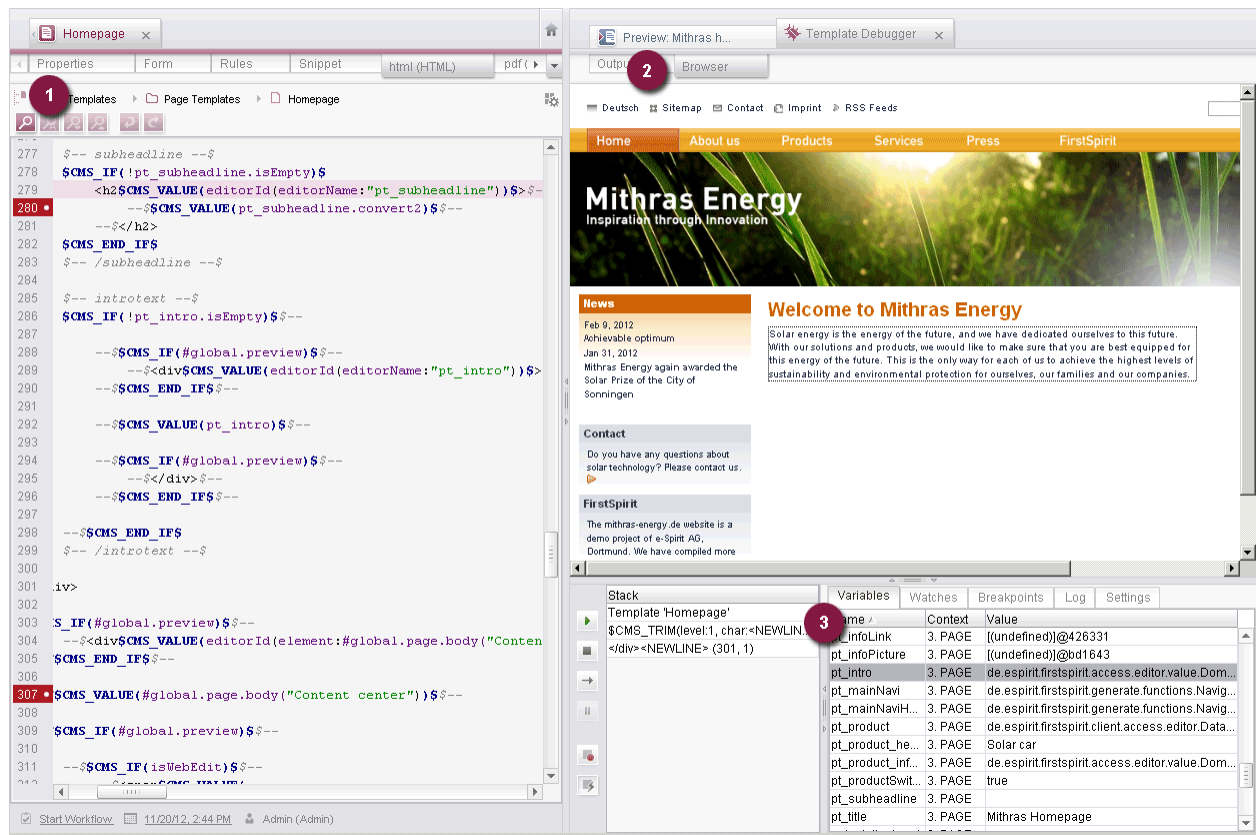 Homepage
Properties Form Rules Snippet html (HTML) pdf (
1
Templates Page Templates Homepage
277 $-- subheadline --$
278 $CMS_IF(!pt_subheadline.isEmpty)$
279 <h2$CMS_VALUE(editorId(editorName:"pt_subheadline"))$>$-
280 --$$CMS_VALUE(pt_subheadline.convert2)$$--
281 --$</h2>
282 $CMS_END_IF$
283 $-- /subheadline --$
284
285 $-- introtext --$
286 $CMS_IF(!pt_intro.isEmpty)$$--
287
288 --$$CMS_IF(#global.preview)$$--
289 --$<div$CMS_VALUE(editorId(editorName:"pt_intro"))$>
290 --$$CMS_END_IF$$--
291
292 --$$CMS_VALUE(pt_intro)$$--
293
294 --$$CMS_IF(#global.preview)$$--
295 --$</div>$--
296 --$$CMS_END_IF$$--
297
298 --$$CMS_END_IF$
299 $-- /introtext --$
300
301 iv>
302
303 S_IF(#global.preview)$$--
304 --$<div$CMS_VALUE(editorId(element:#global.page.body("Conten
305 $CMS_END_IF$$--
306
307 $CMS_VALUE(#global.page.body("Content center"))$$--
308
309 $CMS_IF(#global.preview)$$--
310
311 --$$CMS_IF(isWebEdit)$$--
Start Workflow 11/20/12, 2:44 PM Admin (Admin)
Preview: Mithras h... Template Debugger
Outpu 2 Browser
Deutsch Sitemap Contact Imprint RSS Feeds
Home About us Products Services Press FirstSpirit
Mithras Energy
Inspiration through Innovation
News
Feb 9, 2012
Achievable optimum
Jan 31, 2012
Mithras Energy again awarded the
Solar Prize of the City of
Sonningen
Contact
Do you have any questions about
solar technology? Please contact us.
FirstSpirit
The mithras-energy.de website is a
demo project of e-Spirit AG,
Dortmund. We have compiled more
Welcome to Mithras Energy
Solar energy is the energy of the future, and we have dedicated ourselves to this future.
With our solutions and products, we would like to make sure that you are best equipped for
this energy of the future. This is the only way for each of us to achieve the highest levels of
sustainability and environmental protection for ourselves, our families and our companies.
Stack
Template 'Homepage'
$CMS_TRIM(level:1, char:<NEWLIN...
</div><NEWLINE> (301, 1)
Variables Watches Breakpoints Log Settings
3
ame Context Value
pt_infoLink 3. PAGE [(undefined)]@426331
pt_infoPicture 3. PAGE [(undefined)]@bd1643
pt_intro 3. PAGE de.espirit.firstspirit.access.editor.value.Dom...
pt_mainNavi 3. PAGE de.espirit.firstspirit.generate.functions.Navig...
pt_mainNaviH... 3. PAGE de.espirit.firstspirit.generate.functions.Navig...
pt_product 3. PAGE de.espirit.firstspirit.client.access.editor.Data...
pt_product_he... 3. PAGE Solar car
pt_product_inf... 3. PAGE de.espirit.firstspirit.access.editor.value.Dom...
pt_productSwit... 3. PAGE true
pt_subheadline 3. PAGE
pt_title 3. PAGE Mithras Homepage